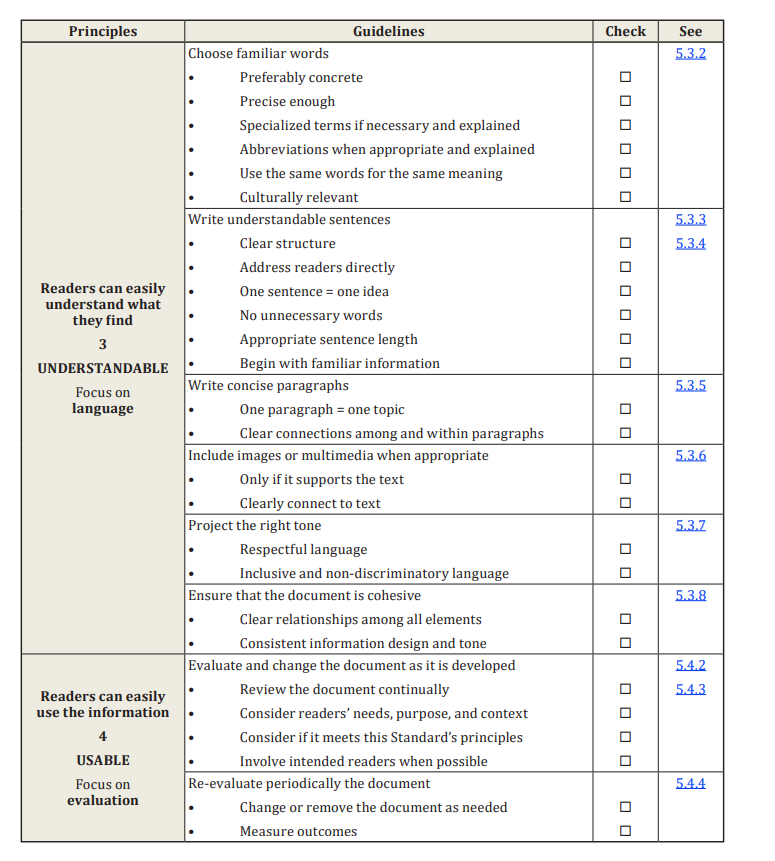 Principles Guidelines Check See
Choose familiar words 5.3.2
• Preferably concrete ☐
• Precise enough ☐
• Specialized terms if necessary and explained ☐
• Abbreviations when appropriate and explained ☐
• Use the same words for the same meaning ☐
• Culturally relevant ☐
Write understandable sentences 5.3.3
• Clear structure ☐ 5.3.4
• Address readers directly ☐
• One sentence = one idea ☐
• No unnecessary words ☐
• Appropriate sentence length ☐
• Begin with familiar information ☐
Readers can easily
understand what
they find
3
UNDERSTANDABLE
Focus on
language
Write concise paragraphs 5.3.5
• One paragraph = one topic ☐
• Clear connections among and within paragraphs ☐
Include images or multimedia when appropriate 5.3.6
• Only if it supports the text ☐
• Clearly connect to text ☐
Project the right tone 5.3.7
• Respectful language ☐
• Inclusive and non-discriminatory language ☐
Ensure that the document is cohesive 5.3.8
• Clear relationships among all elements ☐
• Consistent information design and tone ☐
Readers can easily
use the information
4
USABLE
Focus on
evaluation
Evaluate and change the document as it is developed 5.4.2
• Review the document continually ☐ 5.4.3
• Consider readers’ needs, purpose, and context ☐
• Consider if it meets this Standard’s principles ☐
• Involve intended readers when possible ☐
Re-evaluate periodically the document 5.4.4
• Change or remove the document as needed ☐
• Measure outcomes ☐